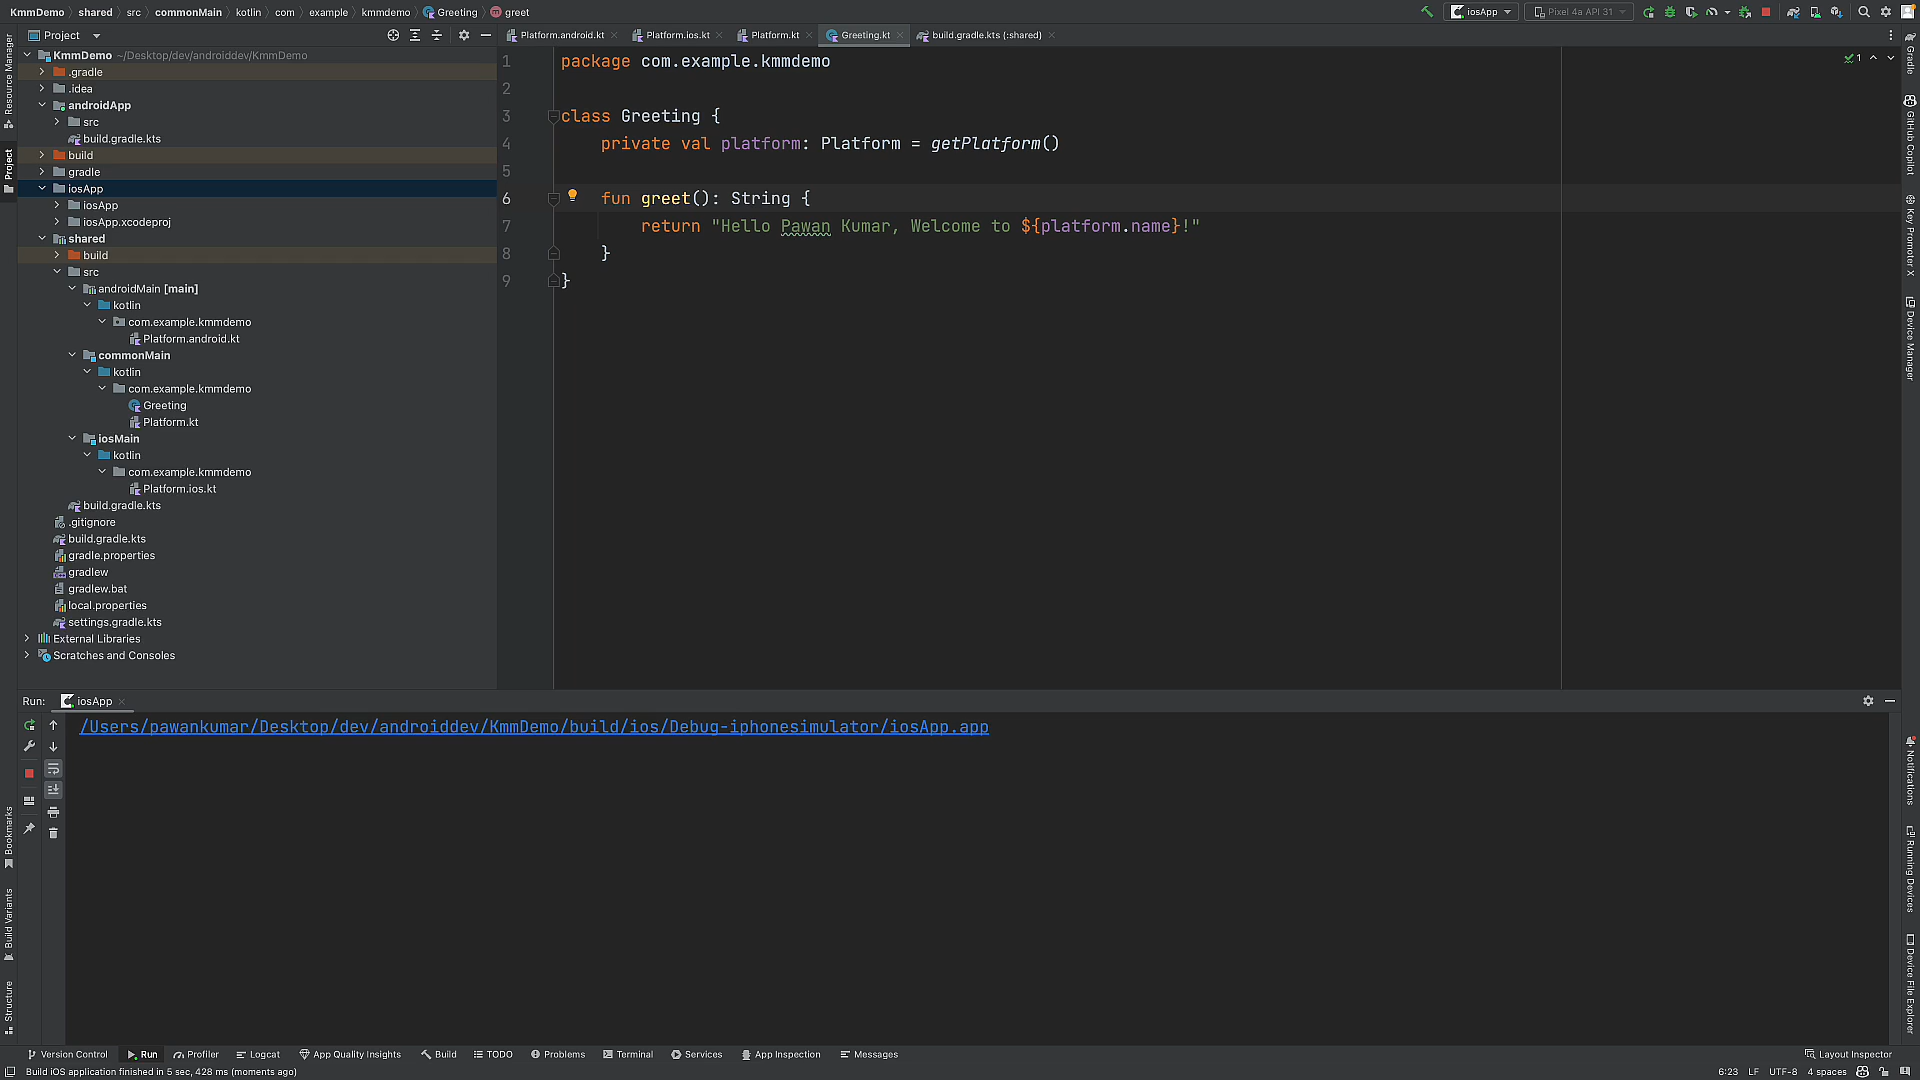 KmmDemo shared src commonMain kotlin com example kmmdemo Greeting greet
iosApp Pixel 4a API 31
Project
Platform.android.kt Platform.ios.kt Platform.kt Greeting.kt build.gradle.kts (:shared)
KmmDemo ~/Desktop/dev/androiddev/KmmDemo
.gradle
.idea
androidApp
src
build.gradle.kts
build
gradle
iosApp
iosApp
iosApp.xcodeproj
shared
build
src
androidMain [main]
kotlin
com.example.kmmdemo
Platform.android.kt
commonMain
kotlin
com.example.kmmdemo
Greeting
Platform.kt
iosMain
kotlin
com.example.kmmdemo
Platform.ios.kt
build.gradle.kts
.gitignore
build.gradle.kts
gradle.properties
gradlew
gradlew.bat
local.properties
settings.gradle.kts
External Libraries
Scratches and Consoles
1 package com.example.kmmdemo
2
3 class Greeting {
4 private val platform: Platform = getPlatform()
5
6 fun greet(): String {
7 return "Hello Pawan Kumar, Welcome to ${platform.name}!"
8 }
9 }
1
Resource Manager
Project
Bookmarks
Build Variants
Structure
Gradle
GitHub Copilot
Key Promoter X
Device Manager
Notifications
Running Devices
Device File Explorer
Run: iosApp
/Users/pawankumar/Desktop/dev/androiddev/KmmDemo/build/ios/Debug-iphonesimulator/iosApp.app
Version Control Run Profiler Logcat App Quality Insights Build TODO Problems Terminal Services App Inspection Messages Layout Inspector
Build iOS application finished in 5 sec, 428 ms (moments ago) 6:23 LF UTF-8 4 spaces